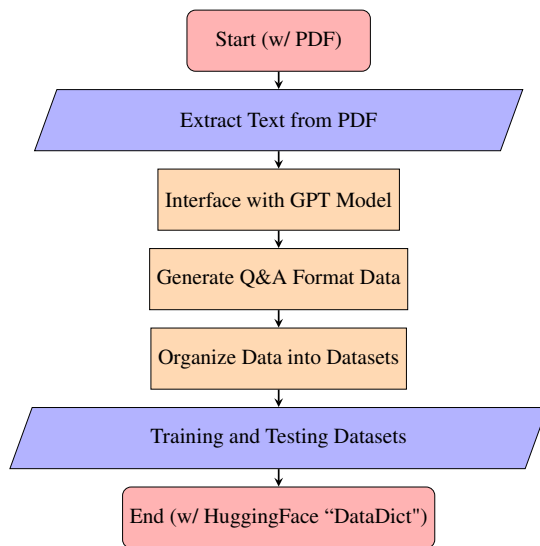 Start (w/ PDF)
Extract Text from PDF
Interface with GPT Model
Generate Q&A Format Data
Organize Data into Datasets
Training and Testing Datasets
End (w/ HuggingFace “DataDict")